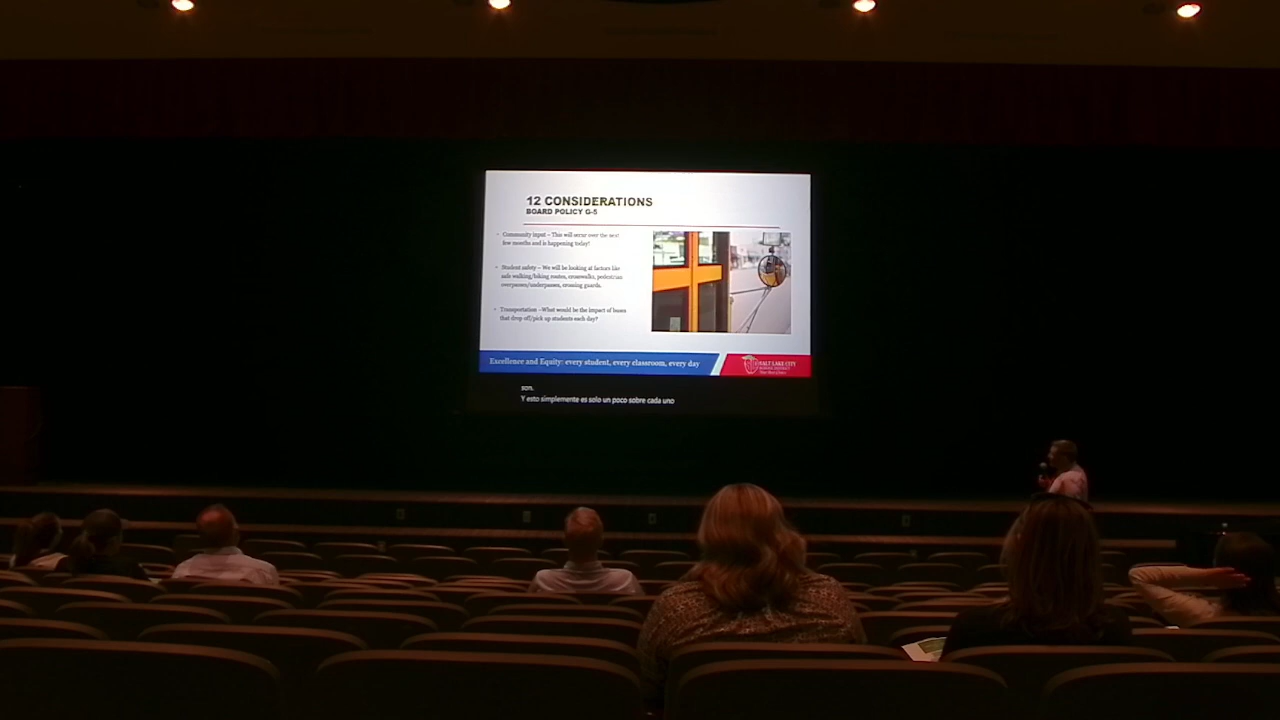 12 CONSIDERATIONS
BOARD POLICY G-5
• Community input – This will occur over the next
few months and is happening today!
• Student safety – We will be looking at factors like
safe walking/biking routes, crosswalks, pedestrian
overpasses/underpasses, crossing guards.
• Transportation –What would be the impact of buses
that drop off/pick up students each day?
Excellence and Equity: every student, every classroom, every day
SALT LAKE CITY
SCHOOL DISTRICT
son.
Y esto simplemente es solo un poco sobre cada uno